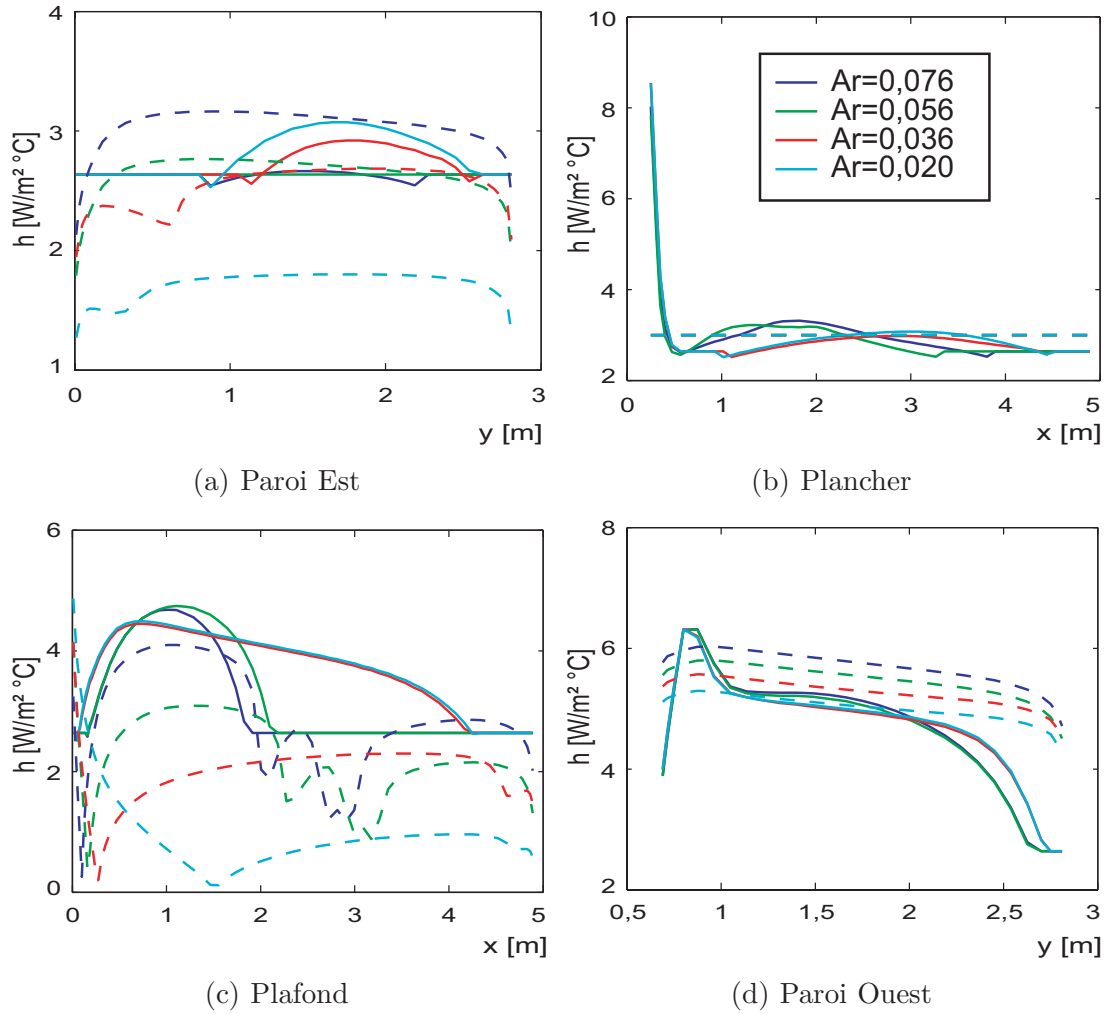 4
3
2
1
h [W/m² °C]
0
1
2
3
y [m]
(a) Paroi Est
10
8
6
4
2
h [W/m² °C]
Ar=0,076
Ar=0,056
Ar=0,036
Ar=0,020
0
1
2
3
4
5
x [m]
(b) Plancher
6
4
2
0
h [W/m² °C]
0
1
2
3
4
5
x [m]
(c) Plafond
8
6
4
2
h [W/m² °C]
0,5
1
1,5
2
2,5
3
y [m]
(d) Paroi Ouest